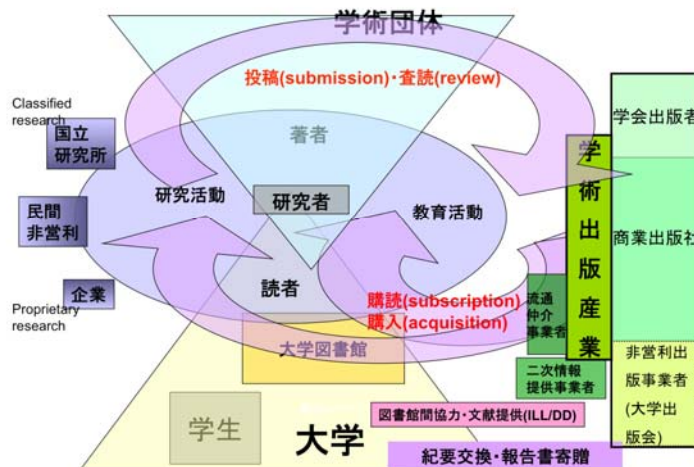 学術団体
投稿(submission)・査読(review)
Classified
research
国立
研究所
著者
学会出版者
研究活動
研究者
教育活動
学術出版産業
商業出版社
民間
非営利
企業
読者
Proprietary
research
購読(subscription)
購入(acquisition)
流通
仲介
事業者
大学図書館
二次情報
提供事業者
非営利出
版事業者
(大学出
版会)
学生
大学
図書館間協力・文献提供(ILL/DD)
紀要交換・報告書寄贈